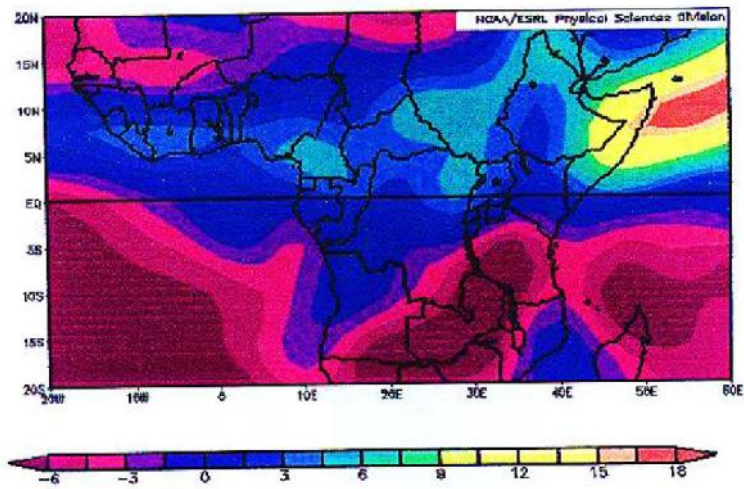 NOAA/ESRL Physical Sciences Division
20N
15N
10N
5N
EQ
5S
10S
15S
20S
20W 10W 0 10E 20E 30E 40E 50E 60E
-6 -3 0 3 6 9 12 15 18